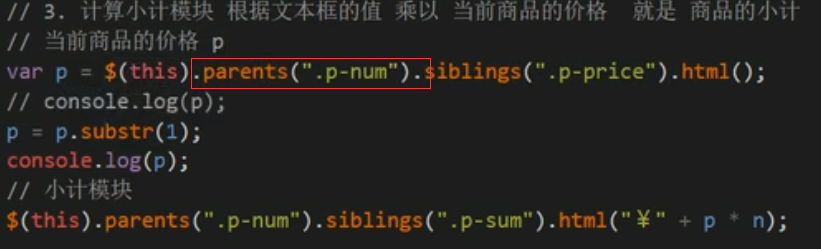 // 3. 计算小计模块 根据文本框的值 乘以 当前商品的价格  就是 商品的小计
// 当前商品的价格 p
var p = $(this).parents(".p-num").siblings(".p-price").html();
// console.log(p);
p = p.substr(1);
console.log(p);
// 小计模块
$(this).parents(".p-num").siblings(".p-sum").html("￥" + p * n);